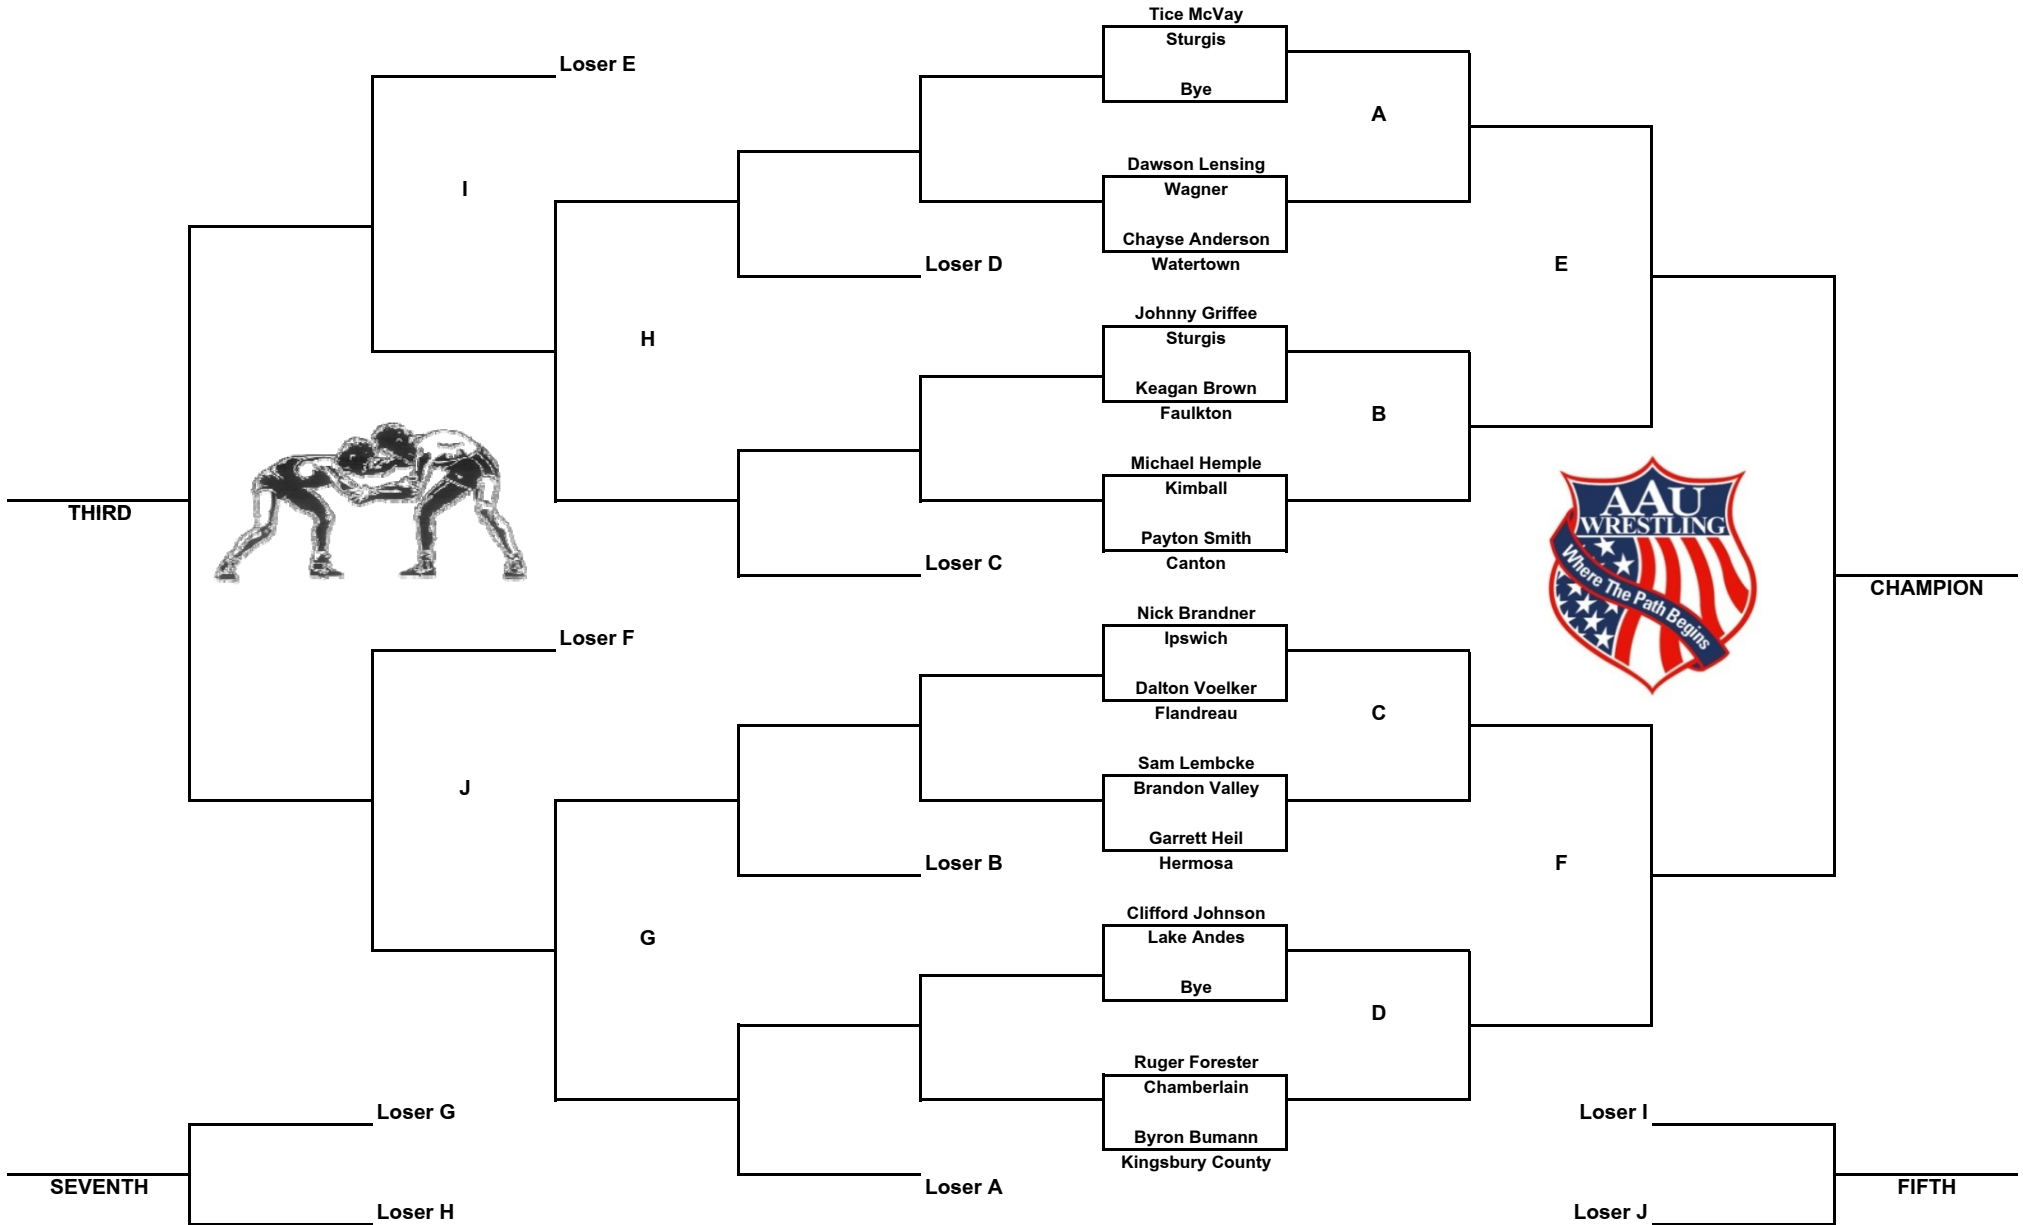 Tice McVay
Sturgis
Loser E
Bye
A
Dawson Lensing
I
Wagner
Chayse Anderson
Loser D
Watertown
E
Johnny Griffee
H
Sturgis
Keagan Brown
Faulkton
B
Michael Hemple
Kimball
AAU
WRESTLING
Where The Path Begins
THIRD
Payton Smith
Loser C
Canton
CHAMPION
Nick Brandner
Loser F
Ipswich
Dalton Voelker
Flandreau
C
Sam Lembcke
J
Brandon Valley
Garrett Heil
Loser B
Hermosa
F
Clifford Johnson
G
Lake Andes
Bye
D
Ruger Forester
Chamberlain
Loser G
Loser I
Byron Bumann
Kingsbury County
SEVENTH
Loser A
FIFTH
Loser H
Loser J